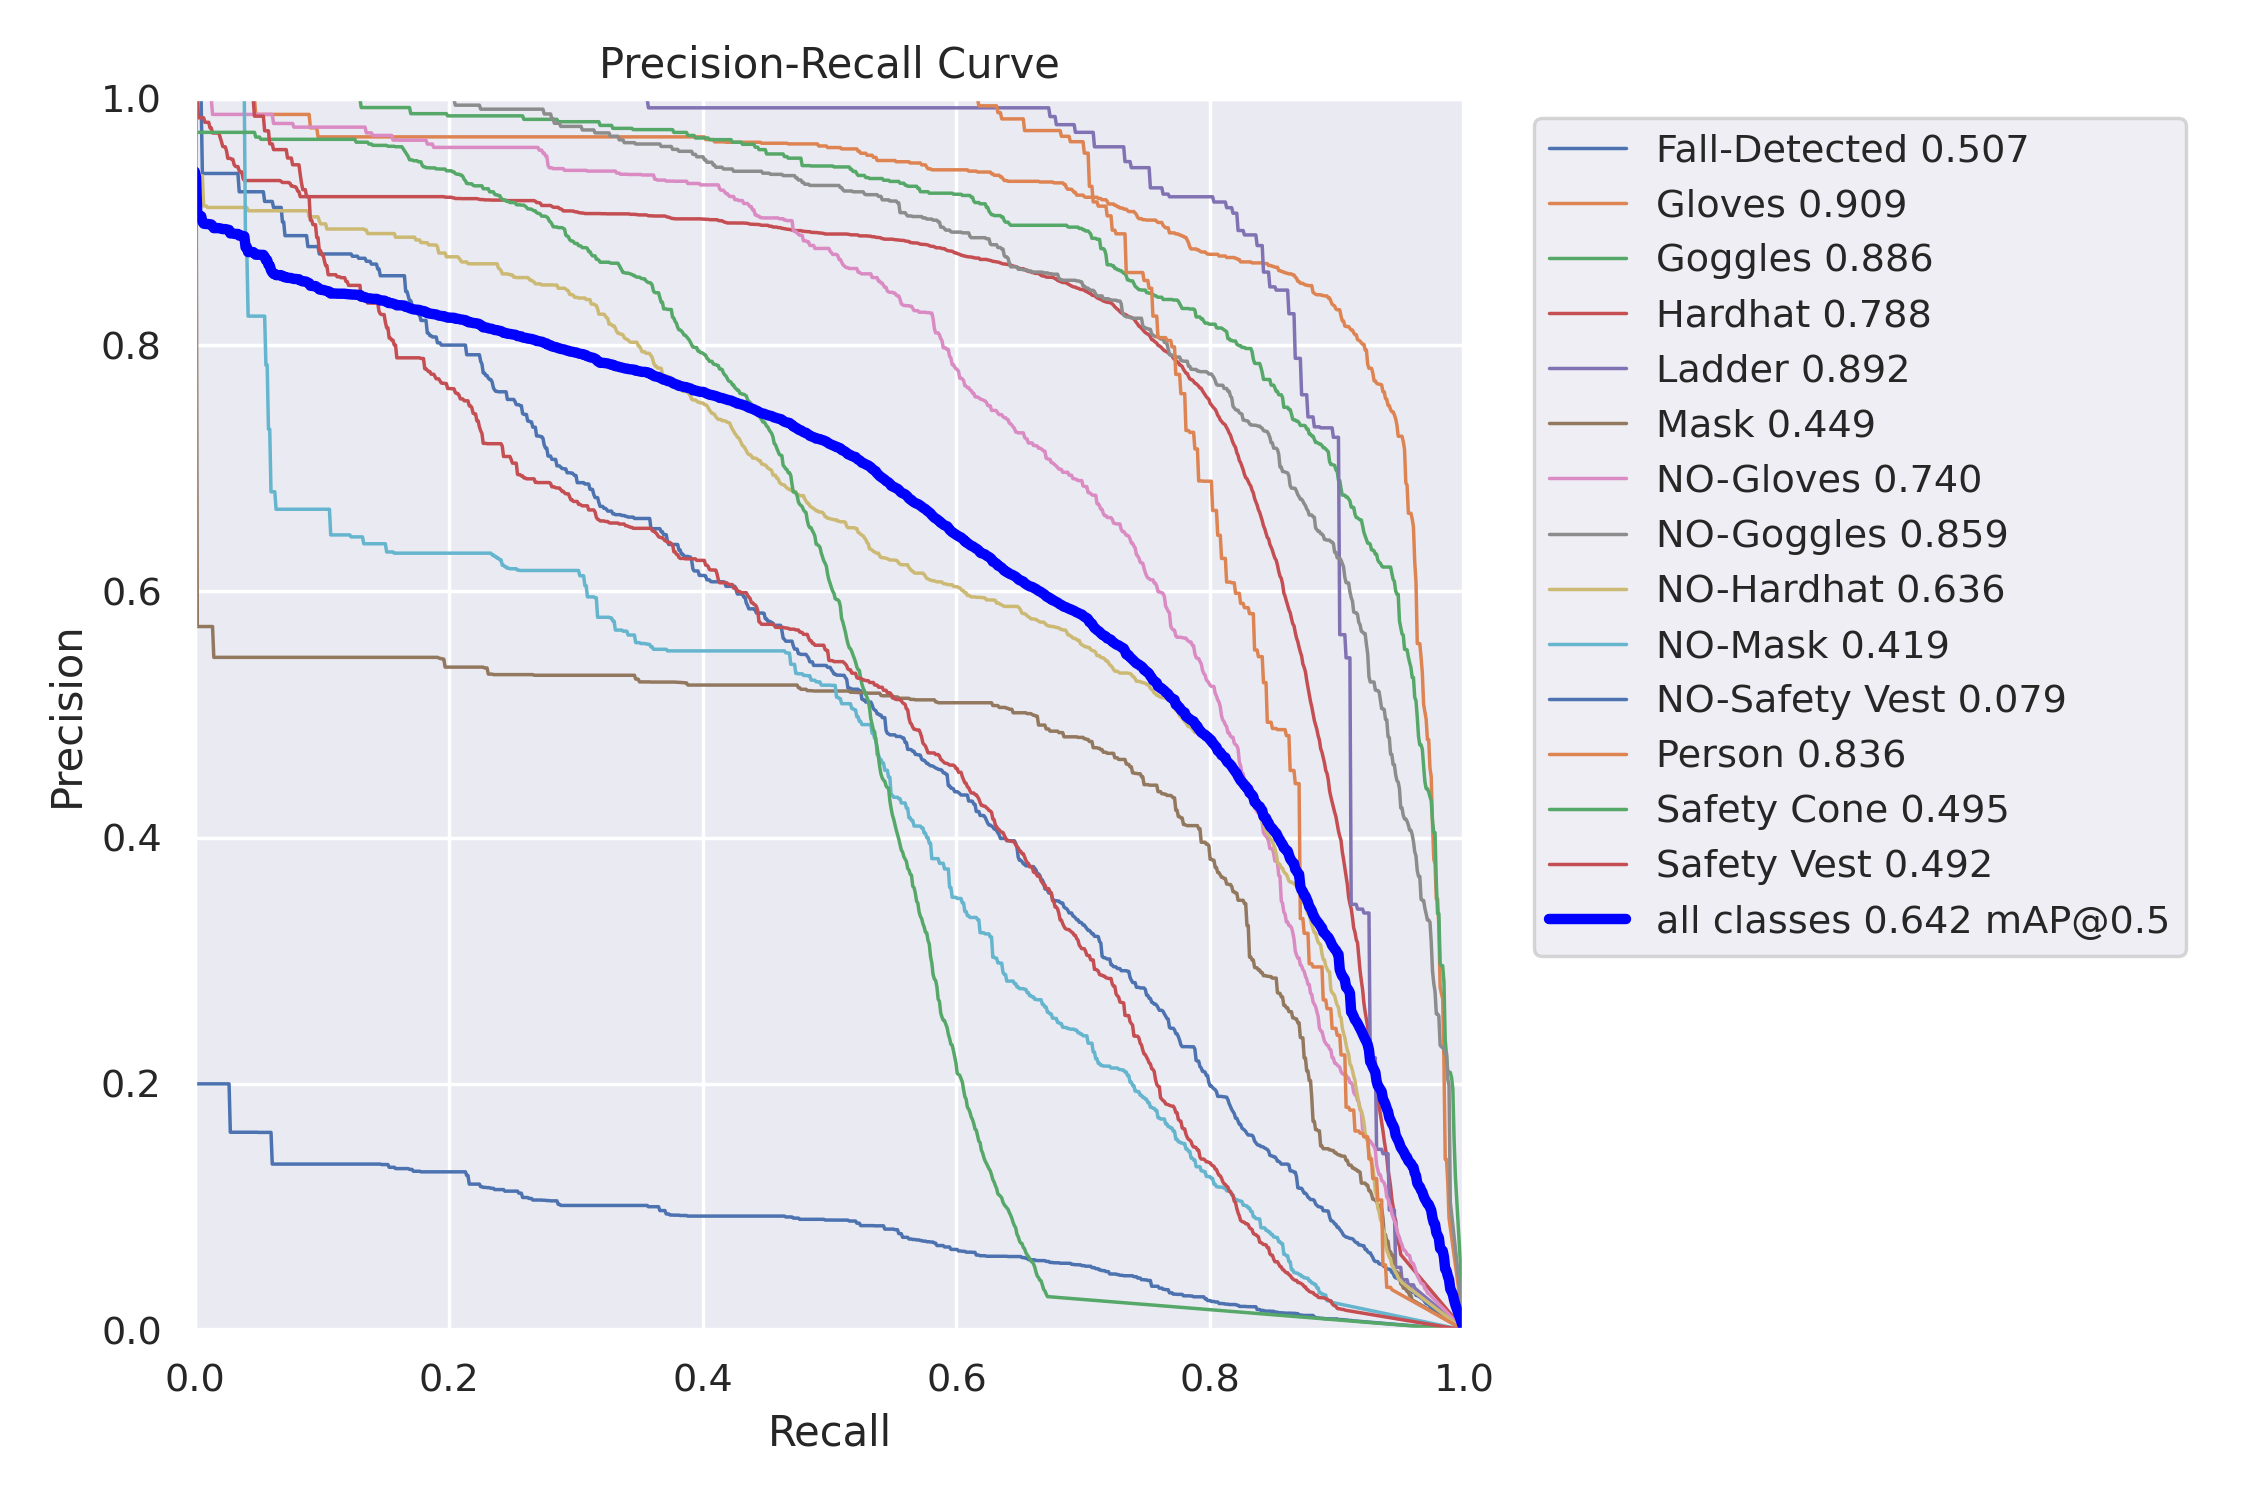 Precision-Recall Curve
1.0
0.8
0.6
0.4
0.2
0.0
Precision
0.0 0.2 0.4 0.6 0.8 1.0
Recall
Fall-Detected 0.507
Gloves 0.909
Goggles 0.886
Hardhat 0.788
Ladder 0.892
Mask 0.449
NO-Gloves 0.740
NO-Goggles 0.859
NO-Hardhat 0.636
NO-Mask 0.419
NO-Safety Vest 0.079
Person 0.836
Safety Cone 0.495
Safety Vest 0.492
all classes 0.642 mAP@0.5